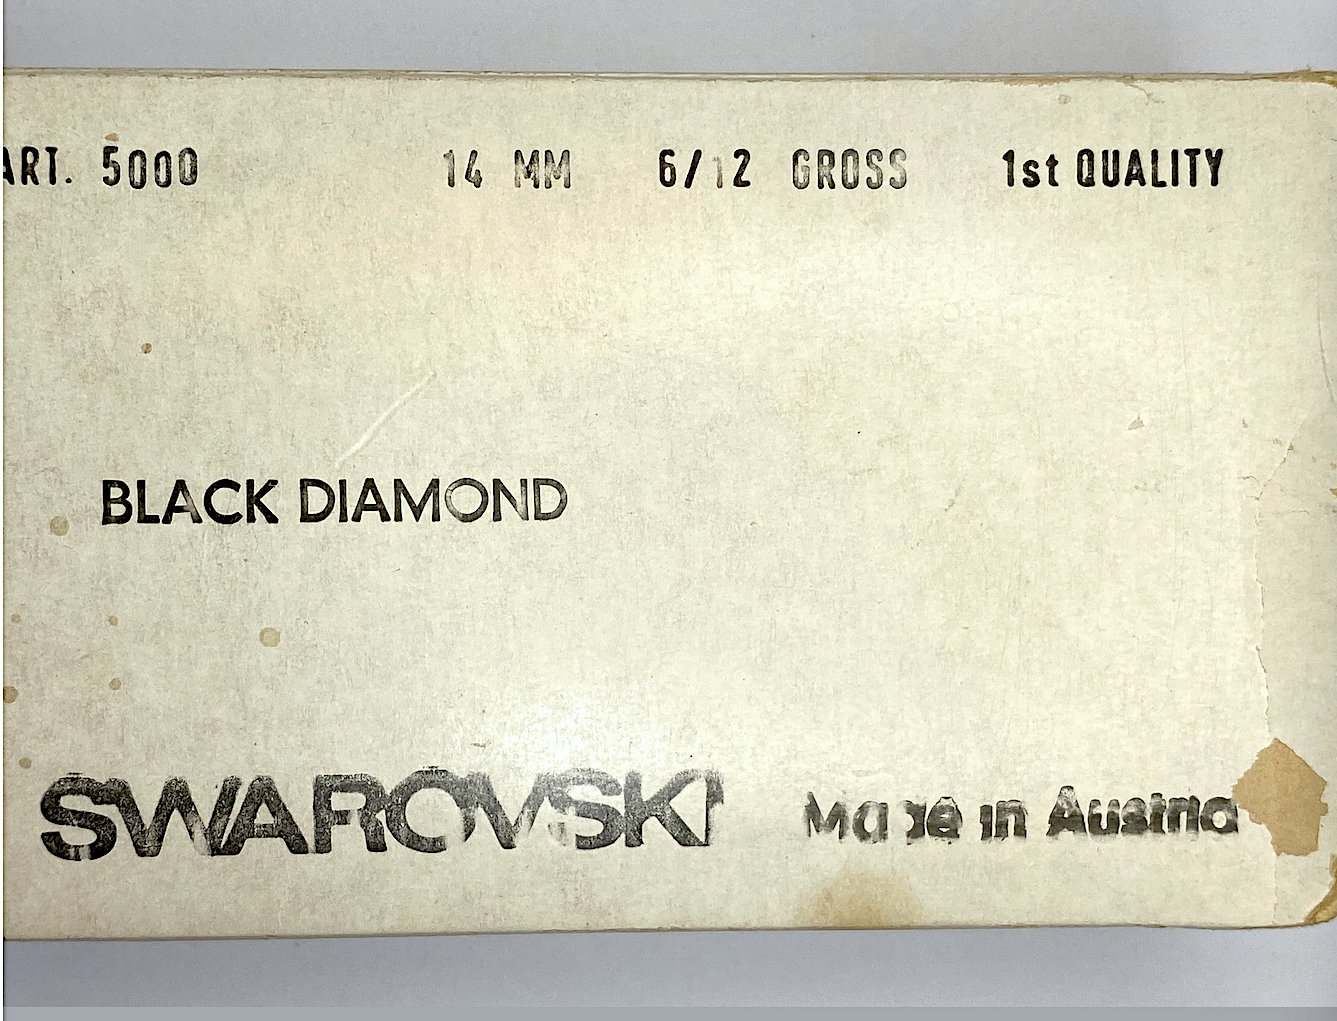 ART. 5000 14 MM 6/12 GROSS 1st QUALITY
BLACK DIAMOND
SWAROVSKI Made in Austria